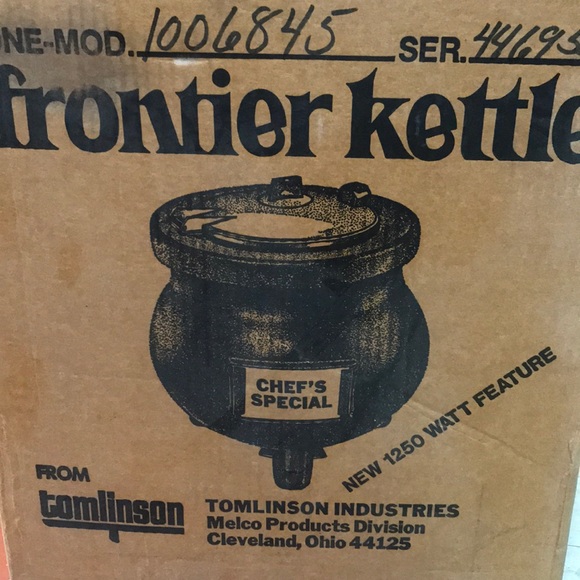 NE-MOD. 1006845 SER. 44695
frontier kettle
CHEF'S
SPECIAL
NEW 1250 WATT FEATURE
FROM
tomlinson
TOMLINSON INDUSTRIES
Melco Products Division
Cleveland, Ohio 44125